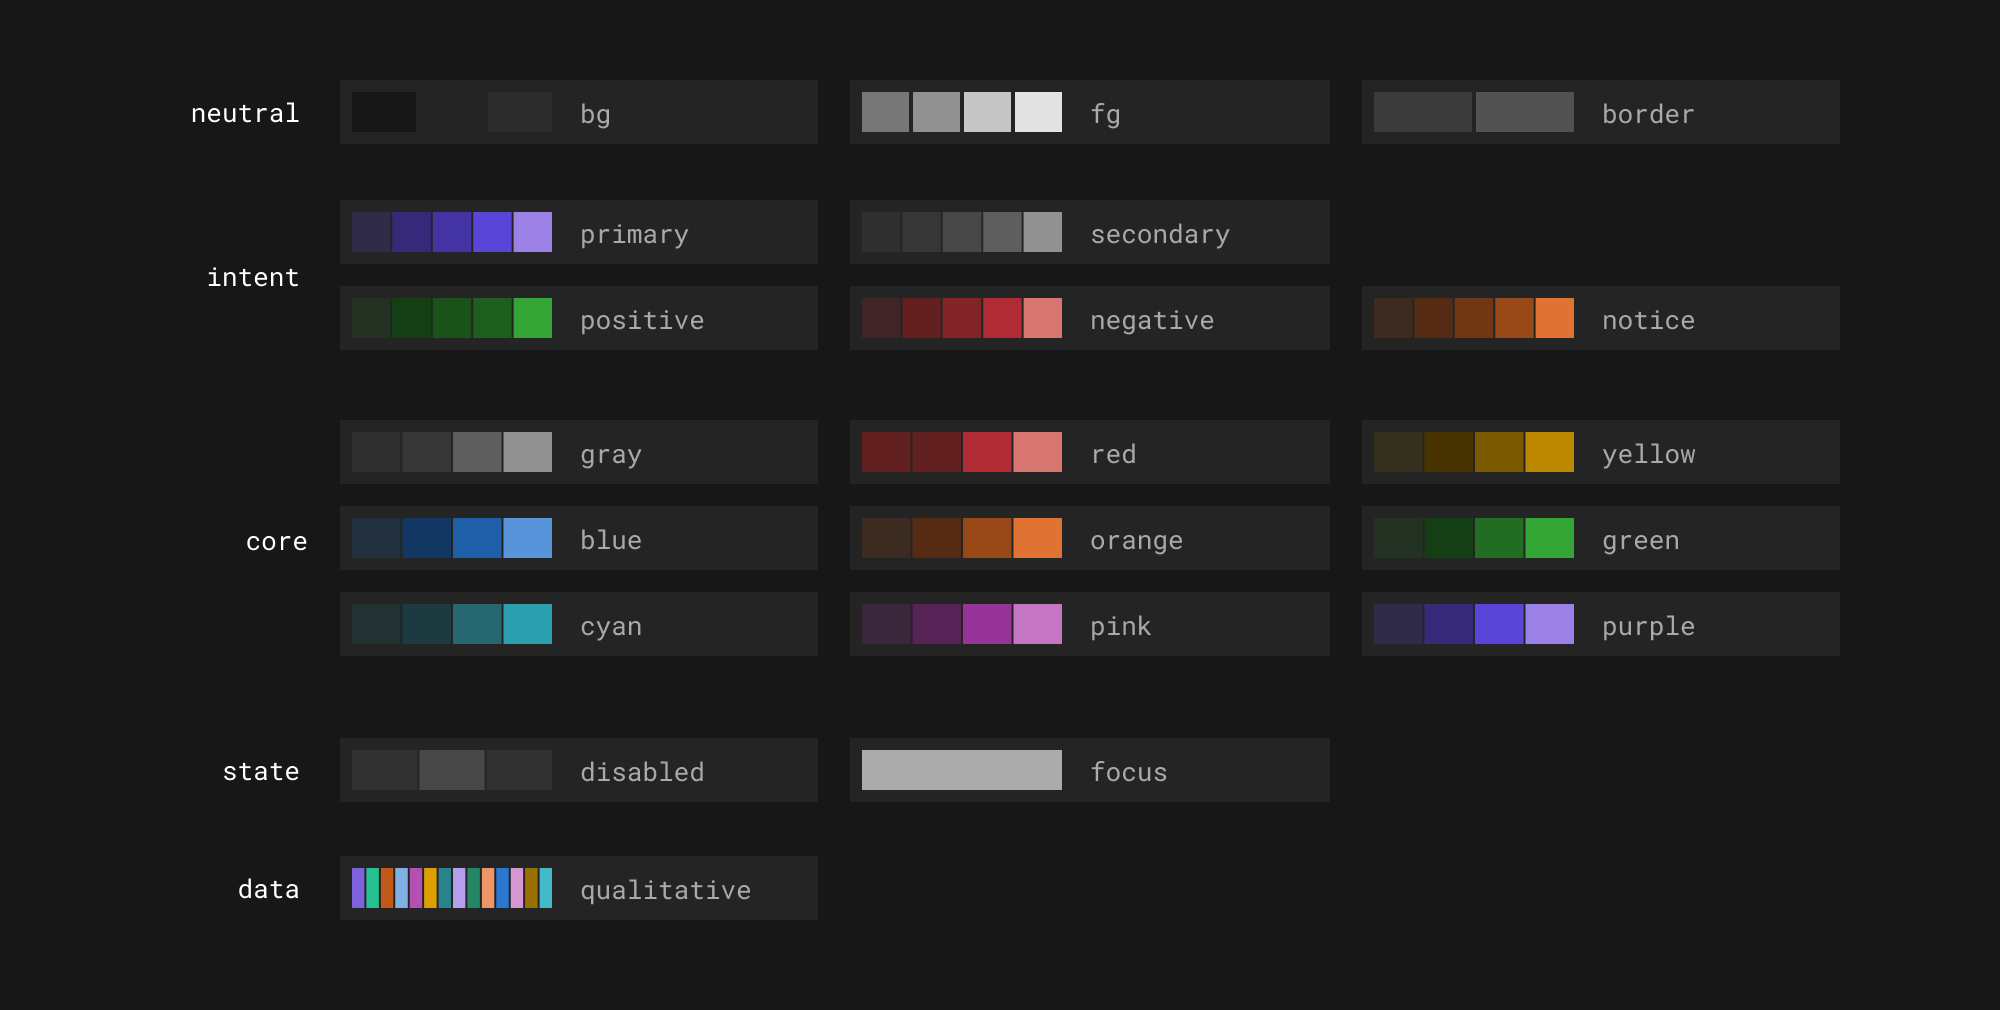 neutral
bg
fg
border
intent
primary
secondary
positive
negative
notice
core
gray
red
yellow
blue
orange
green
cyan
pink
purple
state
disabled
focus
data
qualitative